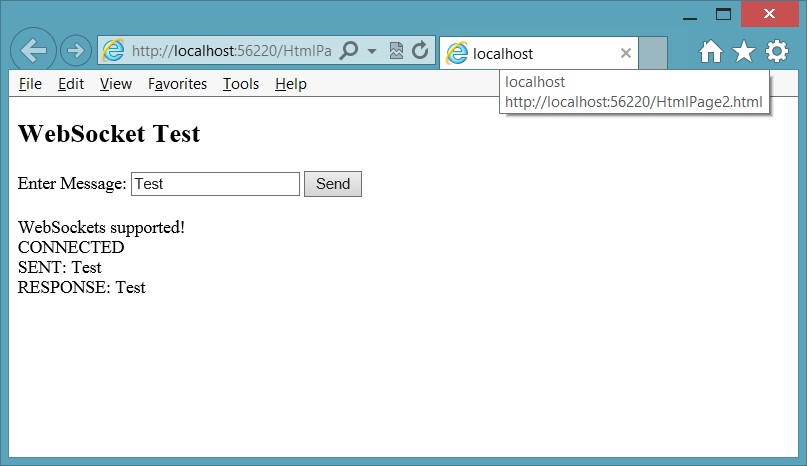 http://localhost:56220/HtmlPa
localhost
File Edit View Favorites Tools Help
localhost
http://localhost:56220/HtmlPage2.html
WebSocket Test
Enter Message: Test Send
WebSockets supported!
CONNECTED
SENT: Test
RESPONSE: Test